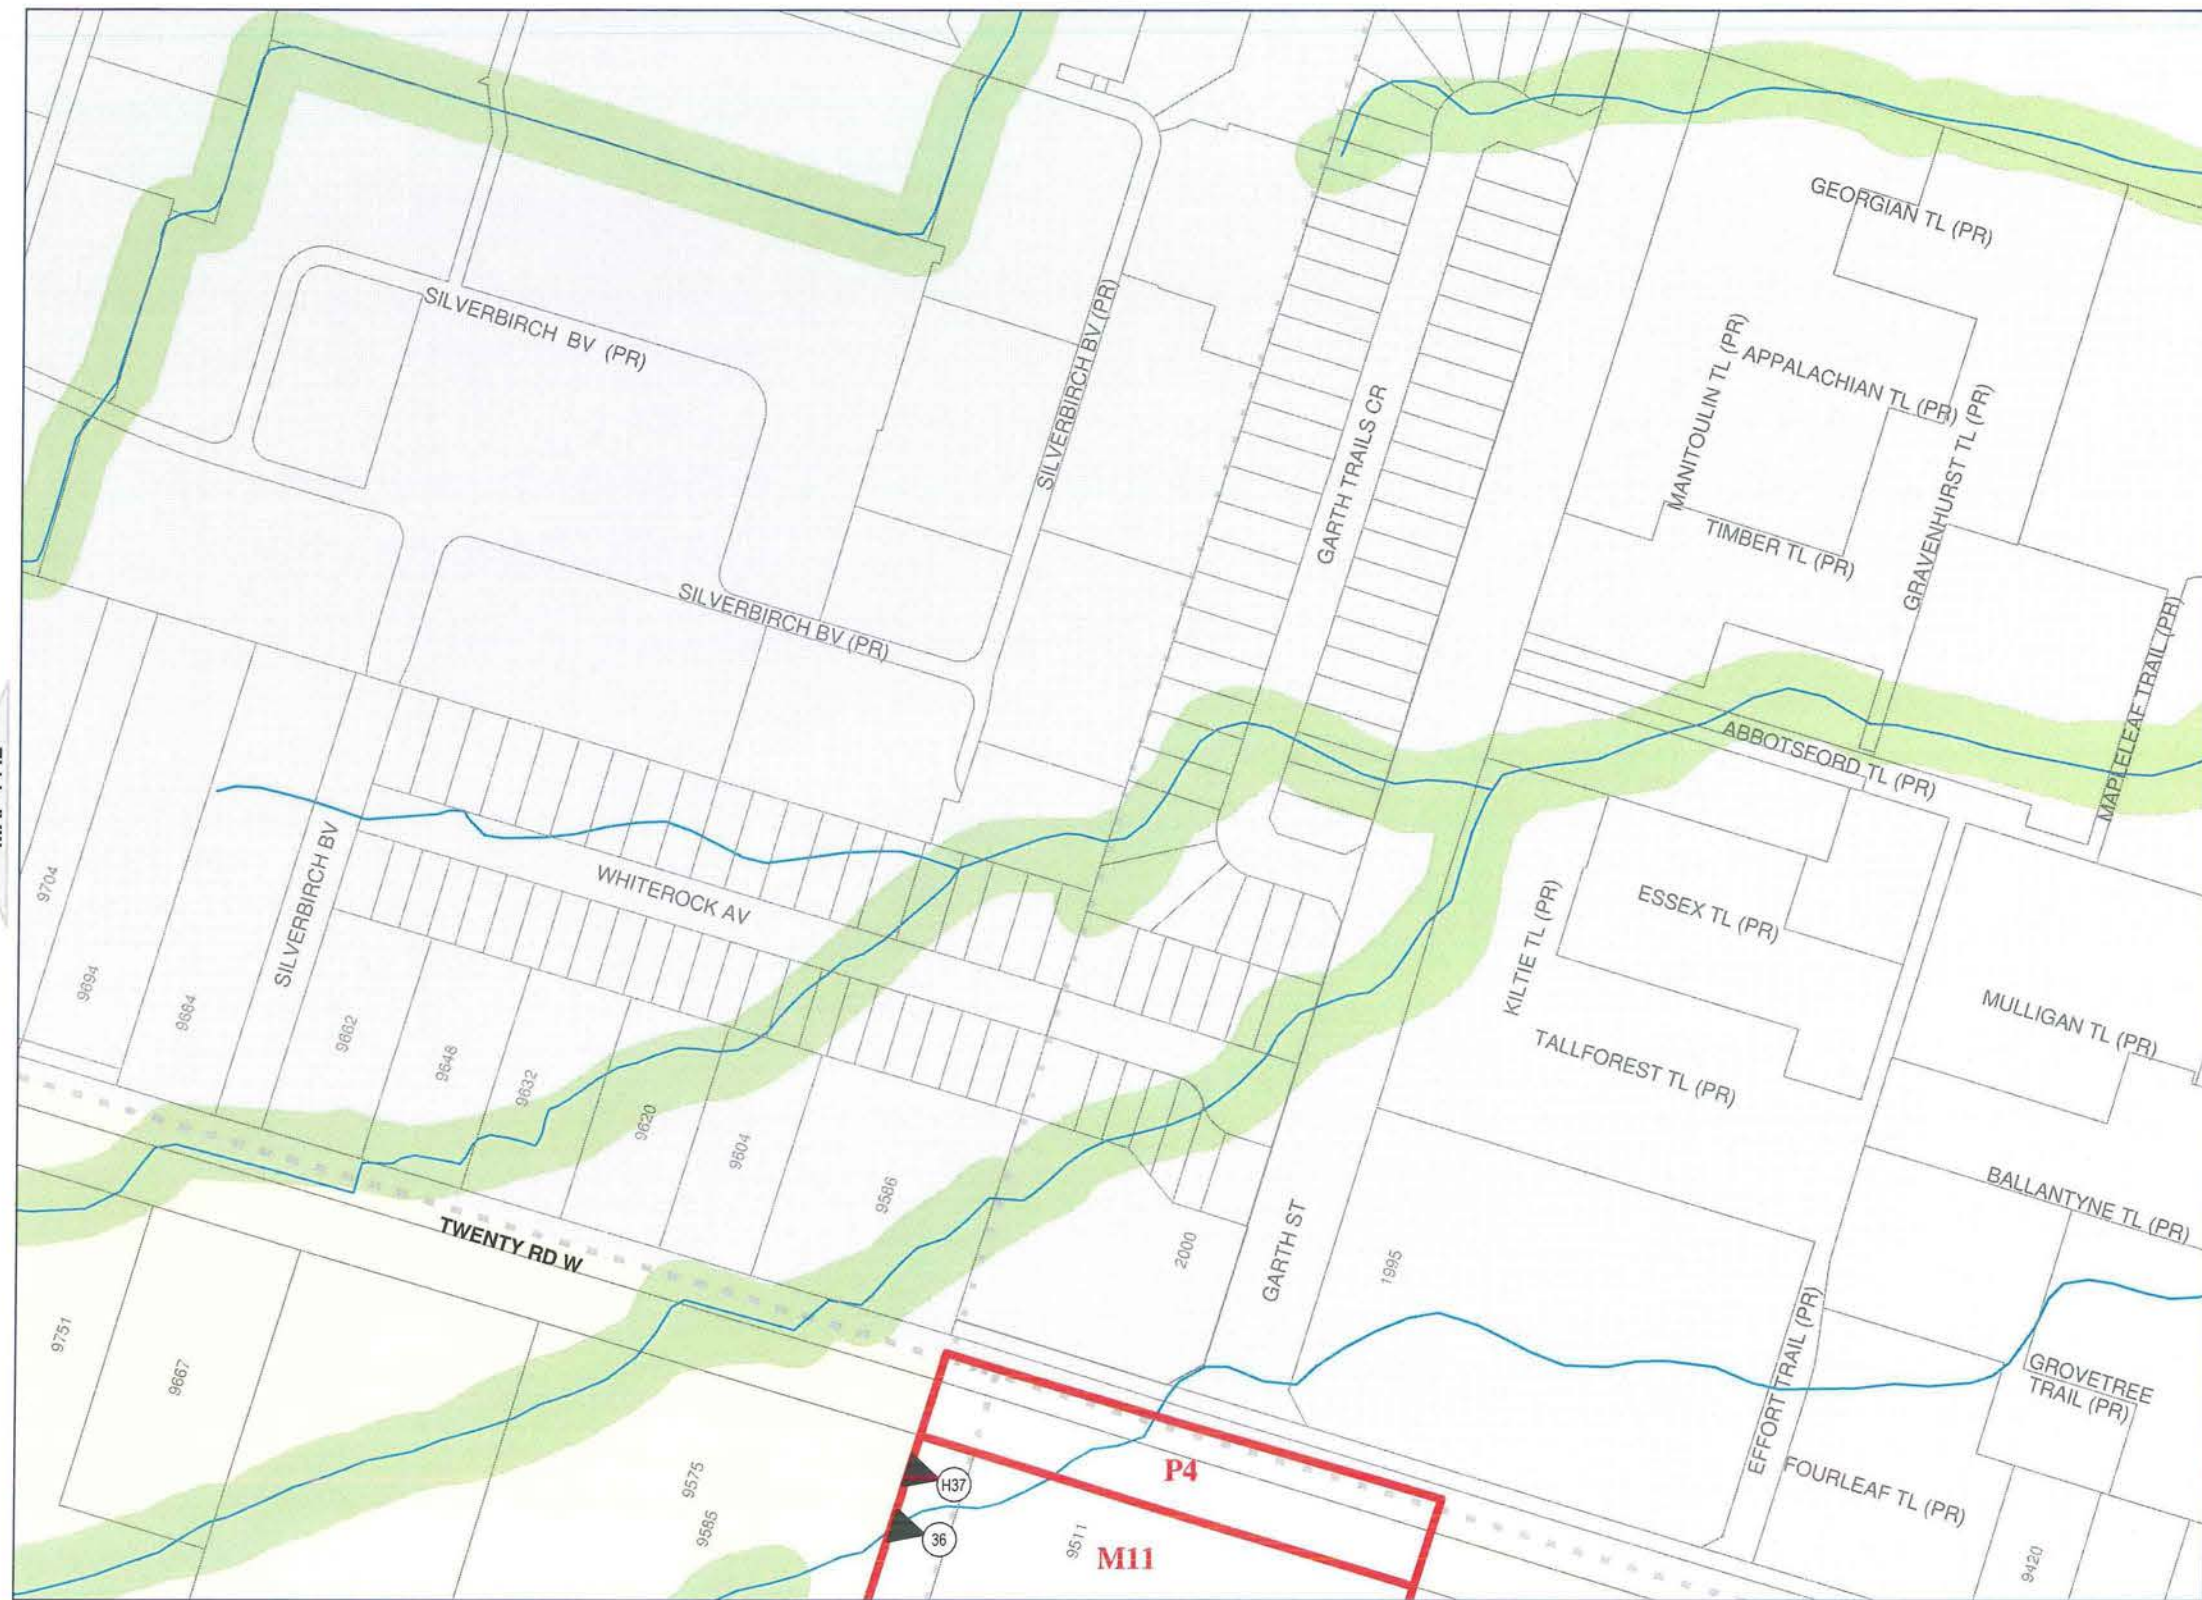 GEORGIAN TL (PR)
SILVERBIRCH BV (PR)
SILVERBIRCH BV (PR)
MANITOULIN TL (PR)
APPALACHIAN TL (PR)
GARTH TRAILS CR
GRAVENHURST TL (PR)
TIMBER TL (PR)
SILVERBIRCH BV (PR)
MAPLELEAF TRAIL (PR)
ABBOTSFORD TL (PR)
9704
SILVERBIRCH BV
WHITEROCK AV
ESSEX TL (PR)
KILTIE TL (PR)
9694
9664
9662
9648
9632
9620
9604
9586
MULLIGAN TL (PR)
TALLFOREST TL (PR)
BALLANTYNE TL (PR)
TWENTY RD W
2000
GARTH ST
1995
9751
9667
EFFORT TRAIL (PR)
GROVETREE
TRAIL (PR)
9575
9585
H37
P4
FOURLEAF TL (PR)
36
9511
M11
9420